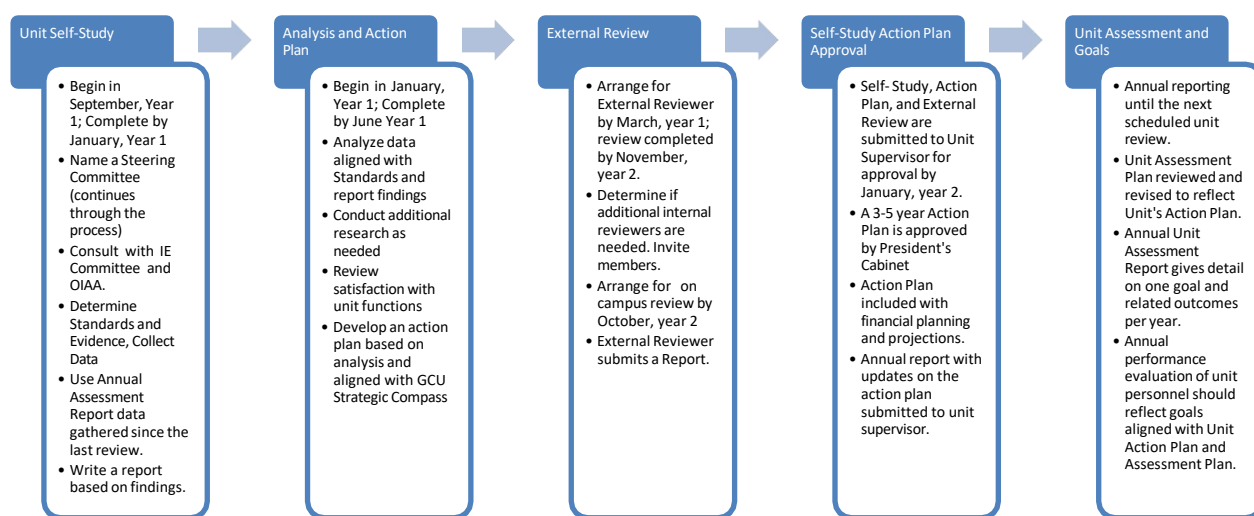 Unit Self-Study
• Begin in
September, Year
1; Complete by
January, Year 1
• Name a Steering
Committee
(continues
through the
process)
• Consult with IE
Committee and
OIAA.
• Determine
Standards and
Evidence, Collect
Data
• Use Annual
Assessment
Report data
gathered since the
last review.
• Write a report
based on findings.
Analysis and Action
Plan
• Begin in January,
Year 1; Complete
by June Year 1
• Analyze data
aligned with
Standards and
report findings
• Conduct additional
research as
needed
• Review
satisfaction with
unit functions
• Develop an action
plan based on
analysis and
aligned with GCU
Strategic Compass
External Review
• Arrange for
External Reviewer
by March, year 1;
review completed
by November,
year 2.
• Determine if
additional internal
reviewers are
needed. Invite
members.
• Arrange for on
campus review by
October, year 2
• External Reviewer
submits a Report.
Self-Study Action Plan
Approval
• Self- Study, Action
Plan, and External
Review are
submitted to Unit
Supervisor for
approval by
January, year 2.
• A 3-5 year Action
Plan is approved
by President's
Cabinet
• Action Plan
included with
financial planning
and projections.
• Annual report with
updates on the
action plan
submitted to unit
supervisor.
Unit Assessment and
Goals
• Annual reporting
until the next
scheduled unit
review.
• Unit Assessment
Plan reviewed and
revised to reflect
Unit's Action Plan.
• Annual Unit
Assessment
Report gives detail
on one goal and
related outcomes
per year.
• Annual
performance
evaluation of unit
personnel should
reflect goals
aligned with Unit
Action Plan and
Assessment Plan.